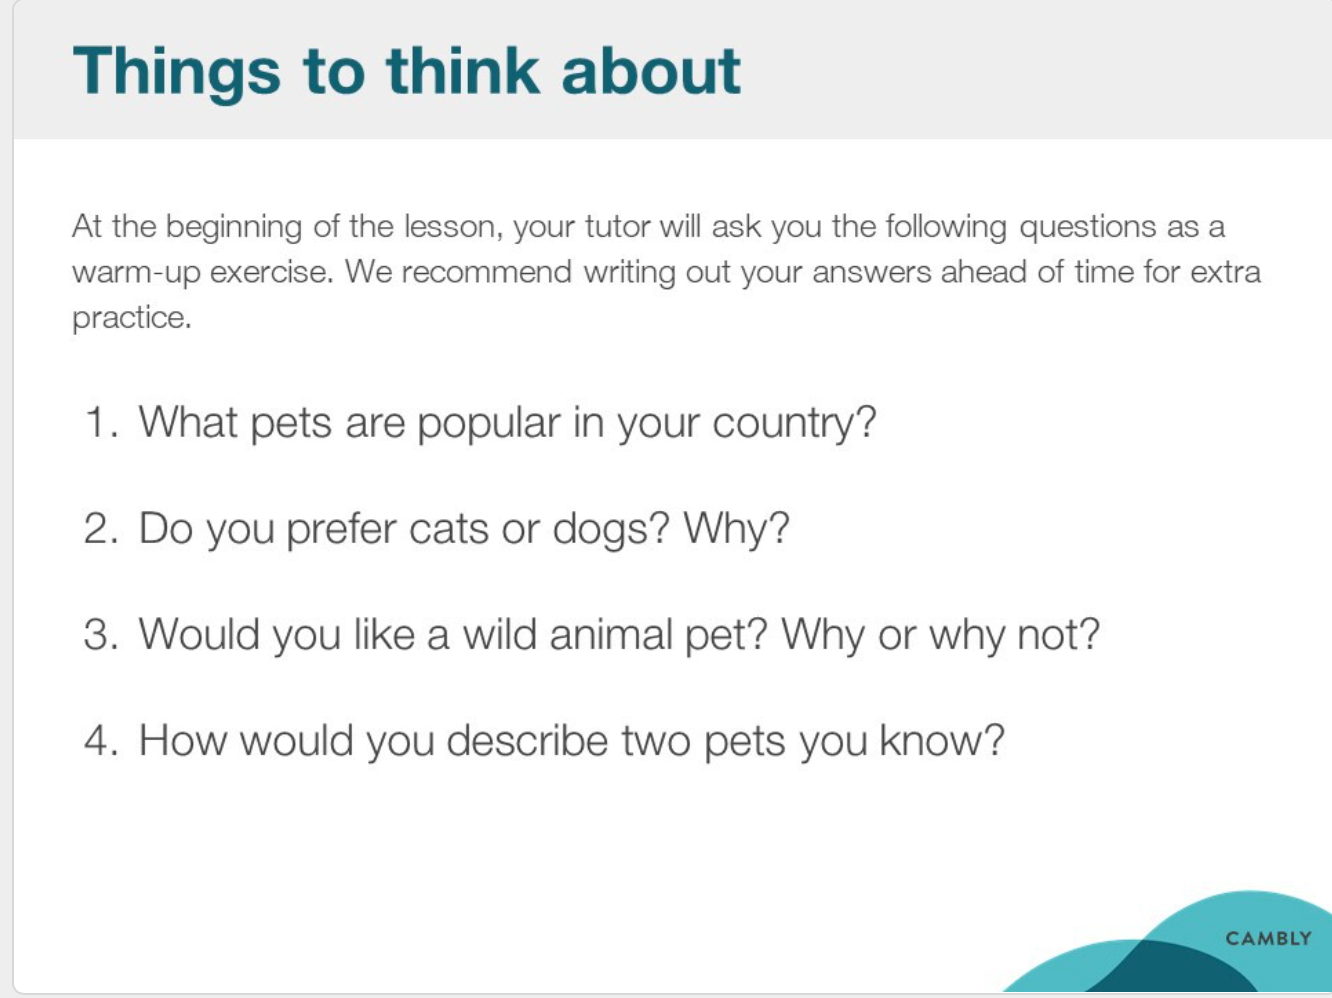 Things to think about
At the beginning of the lesson, your tutor will ask you the following questions as a
warm-up exercise. We recommend writing out your answers ahead of time for extra
practice.
1. What pets are popular in your country?
2. Do you prefer cats or dogs? Why?
3. Would you like a wild animal pet? Why or why not?
4. How would you describe two pets you know?
CAMBLY